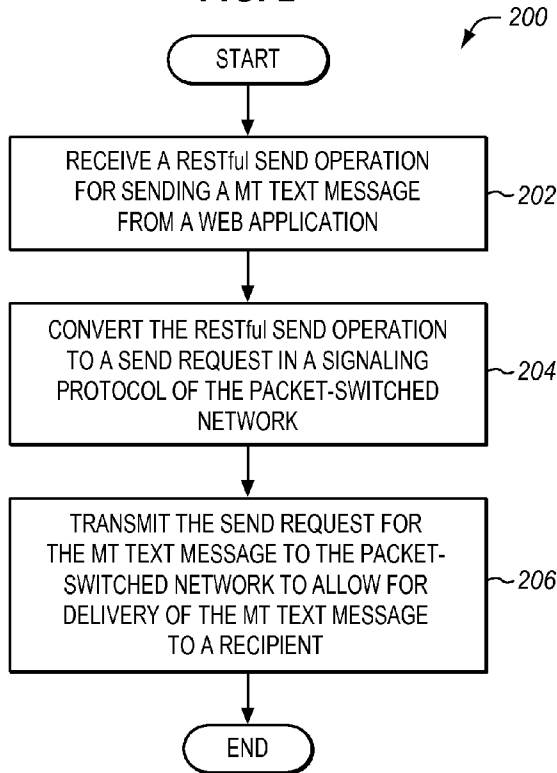 200
START
RECEIVE A RESTful SEND OPERATION
FOR SENDING A MT TEXT MESSAGE
FROM A WEB APPLICATION
202
CONVERT THE RESTful SEND OPERATION
TO A SEND REQUEST IN A SIGNALING
PROTOCOL OF THE PACKET-SWITCHED
NETWORK
204
TRANSMIT THE SEND REQUEST FOR
THE MT TEXT MESSAGE TO THE PACKET-
SWITCHED NETWORK TO ALLOW FOR
DELIVERY OF THE MT TEXT MESSAGE
TO A RECIPIENT
206
END